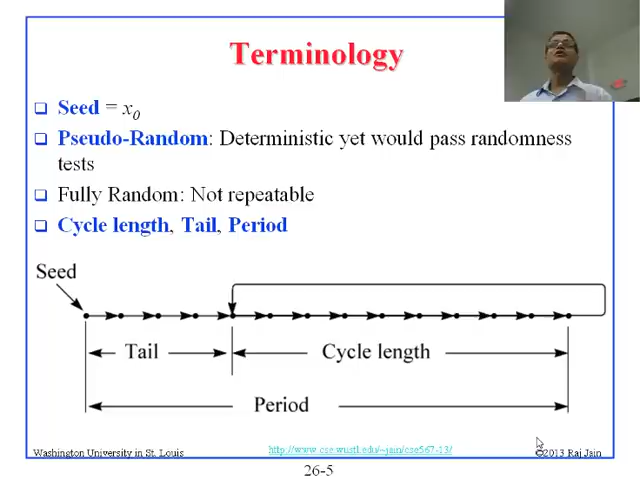 Terminology
Seed = x0
Pseudo-Random: Deterministic yet would pass randomness
tests
Fully Random: Not repeatable
Cycle length, Tail, Period
Seed
Tail
Cycle length
Period
Washington University in St. Louis
http://www.cse.wustl.edu/~jain/cse567-13/
©2013 Raj Jain
26-5